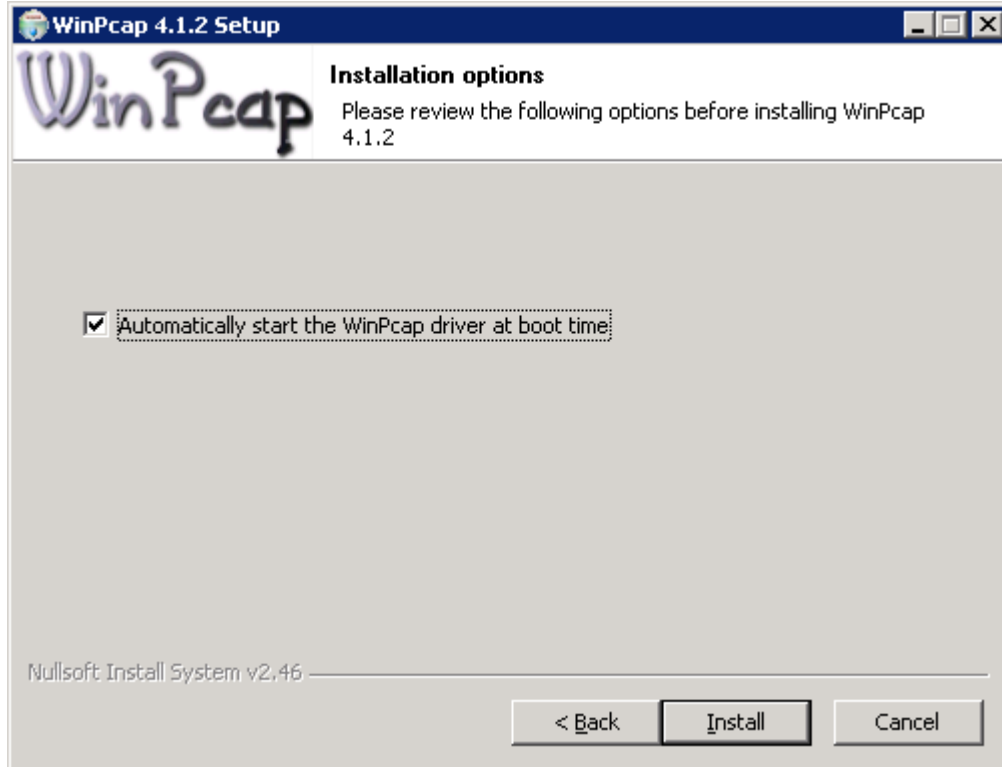 WinPcap 4.1.2 Setup
WinPcap
Installation options
Please review the following options before installing WinPcap
4.1.2
Automatically start the WinPcap driver at boot time
Nullsoft Install System v2.46
< Back
Install
Cancel